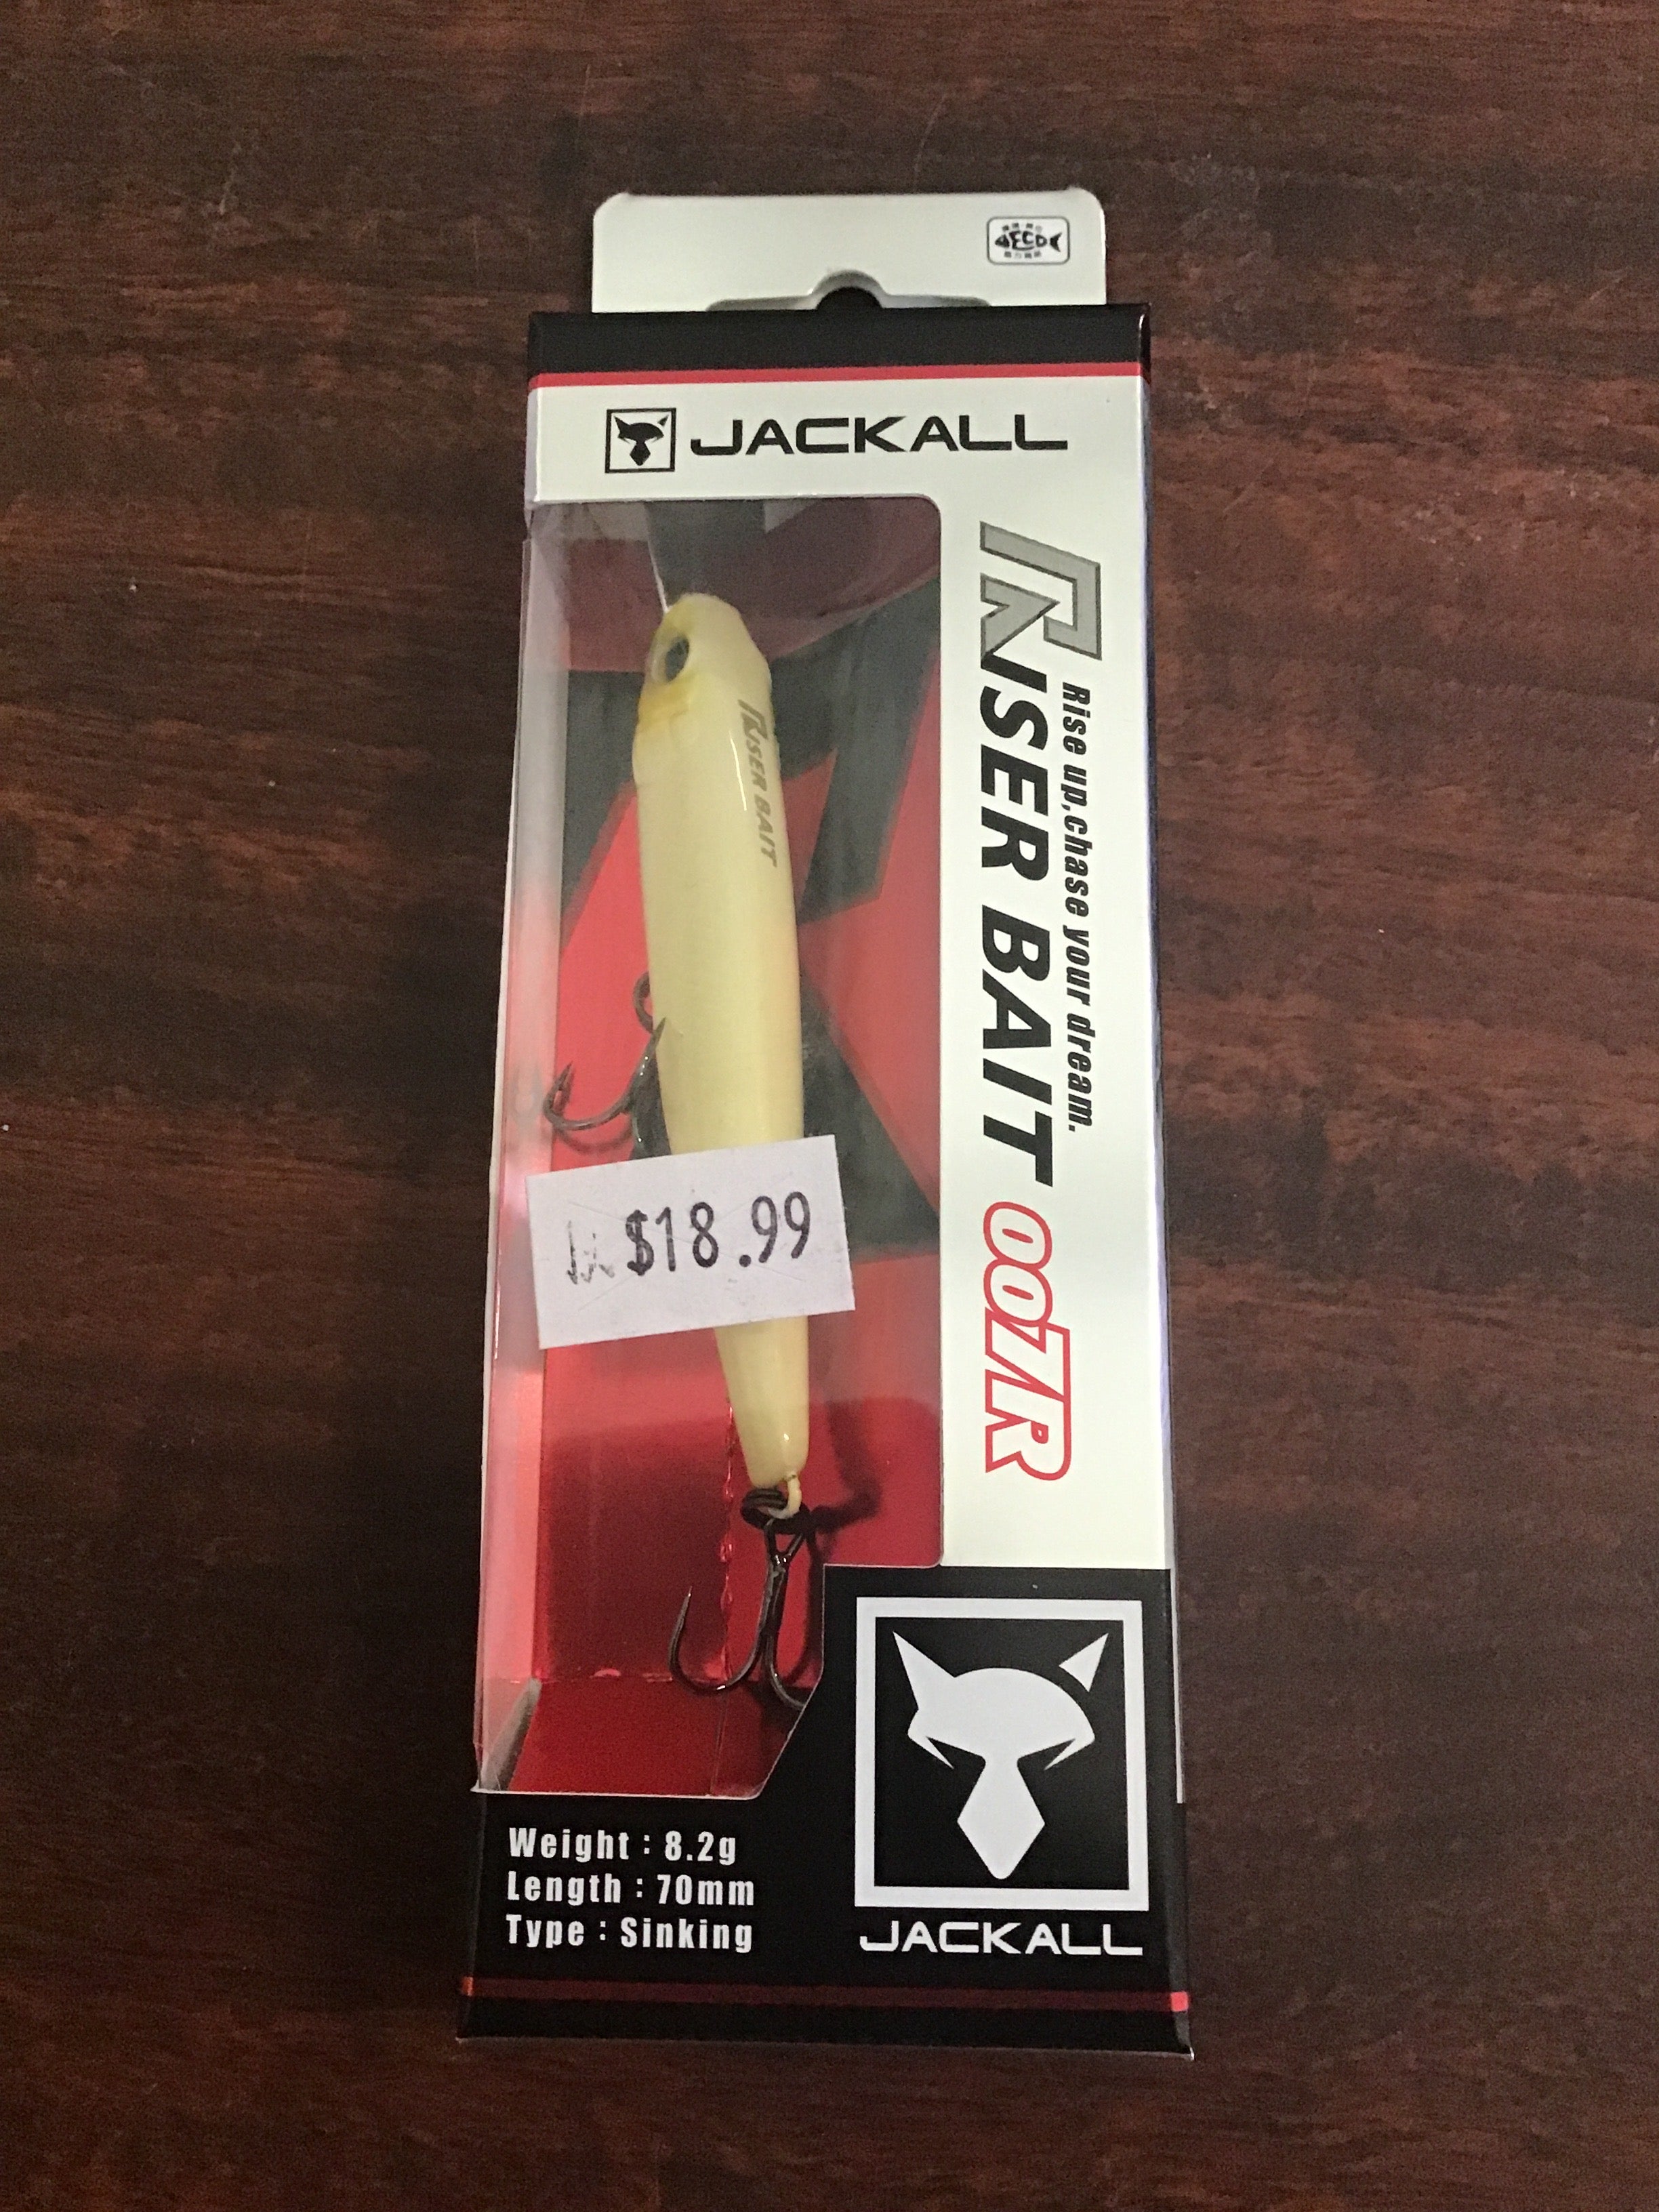 ECO
JACKALL
RISER BAIT 007R
Rise up,chase your dream.
RISER BAIT
$18.99
Weight：8.2g
Length：70mm
Type：Sinking
JACKALL